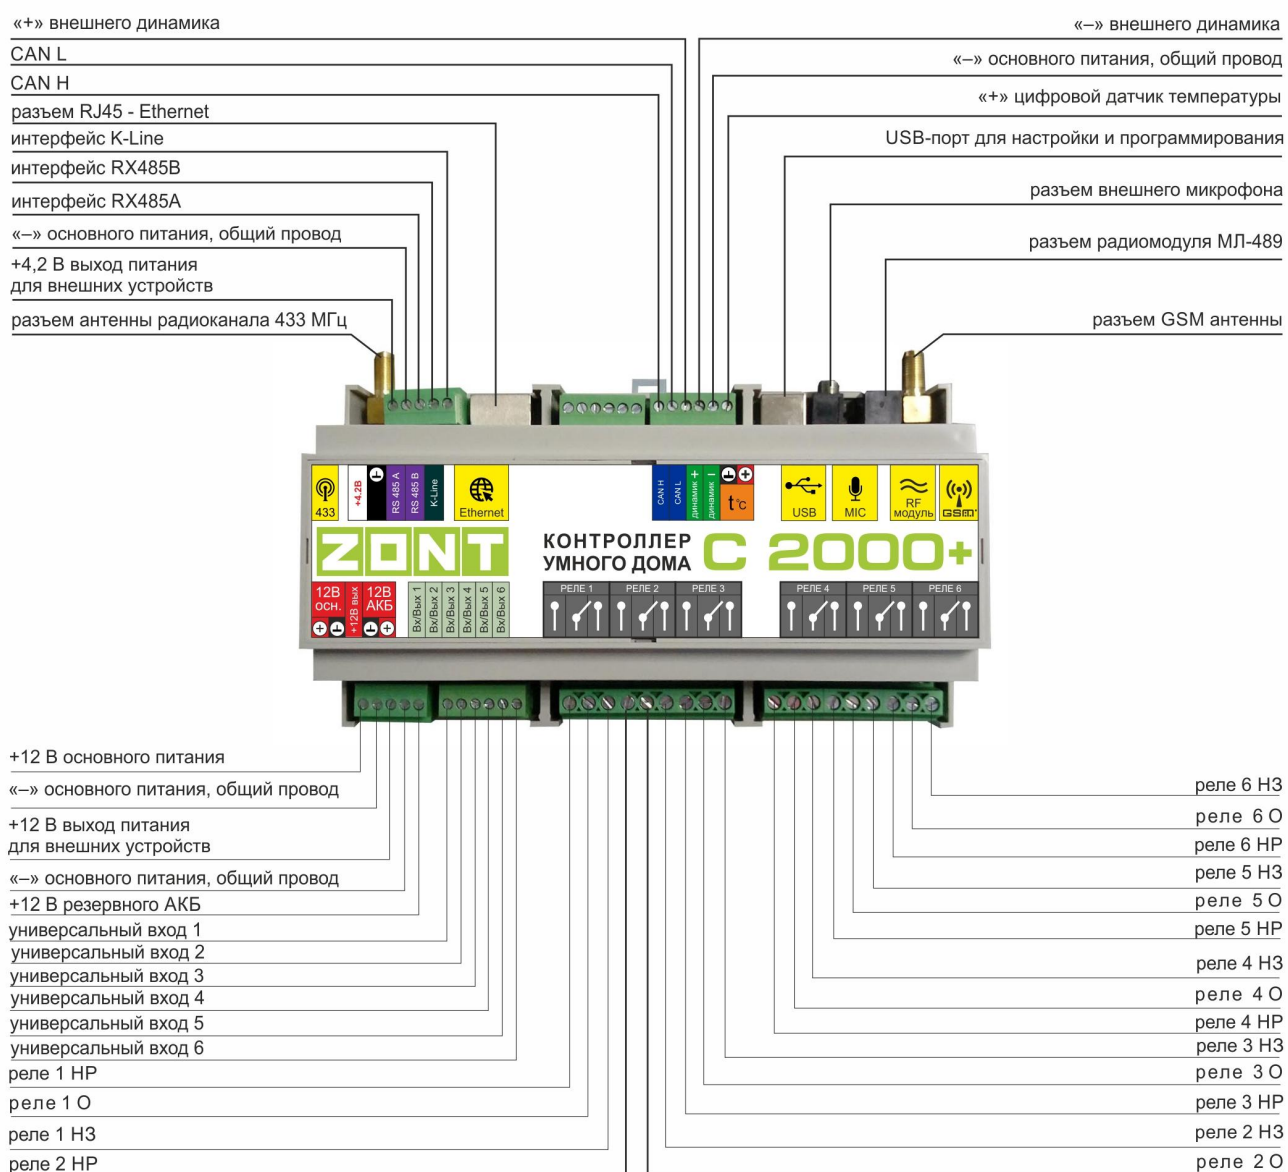 «+» внешнего динамика
CAN L
CAN H
разъем RJ45 - Ethernet
интерфейс K-Line
интерфейс RX485B
интерфейс RX485A
«–» основного питания, общий провод
+4,2 В выход питания
для внешних устройств
разъем антенны радиоканала 433 МГц
«–» внешнего динамика
«–» основного питания, общий провод
«+» цифровой датчик температуры
USB-порт для настройки и программирования
разъем внешнего микрофона
разъем радиомодуля МЛ-489
разъем GSM антенны
433
+4.2В
RS 485 A
RS 485 B
K-Line
Ethernet
CAN H
CAN L
динамик +
динамик –
t°c
USB
MIC
RF
модуль
GSM
ZONT
КОНТРОЛЛЕР
УМНОГО ДОМА
C 2000+
12В
осн.
+12В вых
12В
АКБ
Вх/Вых 1
Вх/Вых 2
Вх/Вых 3
Вх/Вых 4
Вх/Вых 5
Вх/Вых 6
РЕЛЕ 1
РЕЛЕ 2
РЕЛЕ 3
РЕЛЕ 4
РЕЛЕ 5
РЕЛЕ 6
+12 В основного питания
«–» основного питания, общий провод
+12 В выход питания
для внешних устройств
«–» основного питания, общий провод
+12 В резервного АКБ
универсальный вход 1
универсальный вход 2
универсальный вход 3
универсальный вход 4
универсальный вход 5
универсальный вход 6
реле 1 НР
реле 1 О
реле 1 НЗ
реле 2 НР
реле 6 НЗ
реле 6 О
реле 6 НР
реле 5 НЗ
реле 5 О
реле 5 НР
реле 4 НЗ
реле 4 О
реле 4 НР
реле 3 НЗ
реле 3 О
реле 3 НР
реле 2 НЗ
реле 2 О